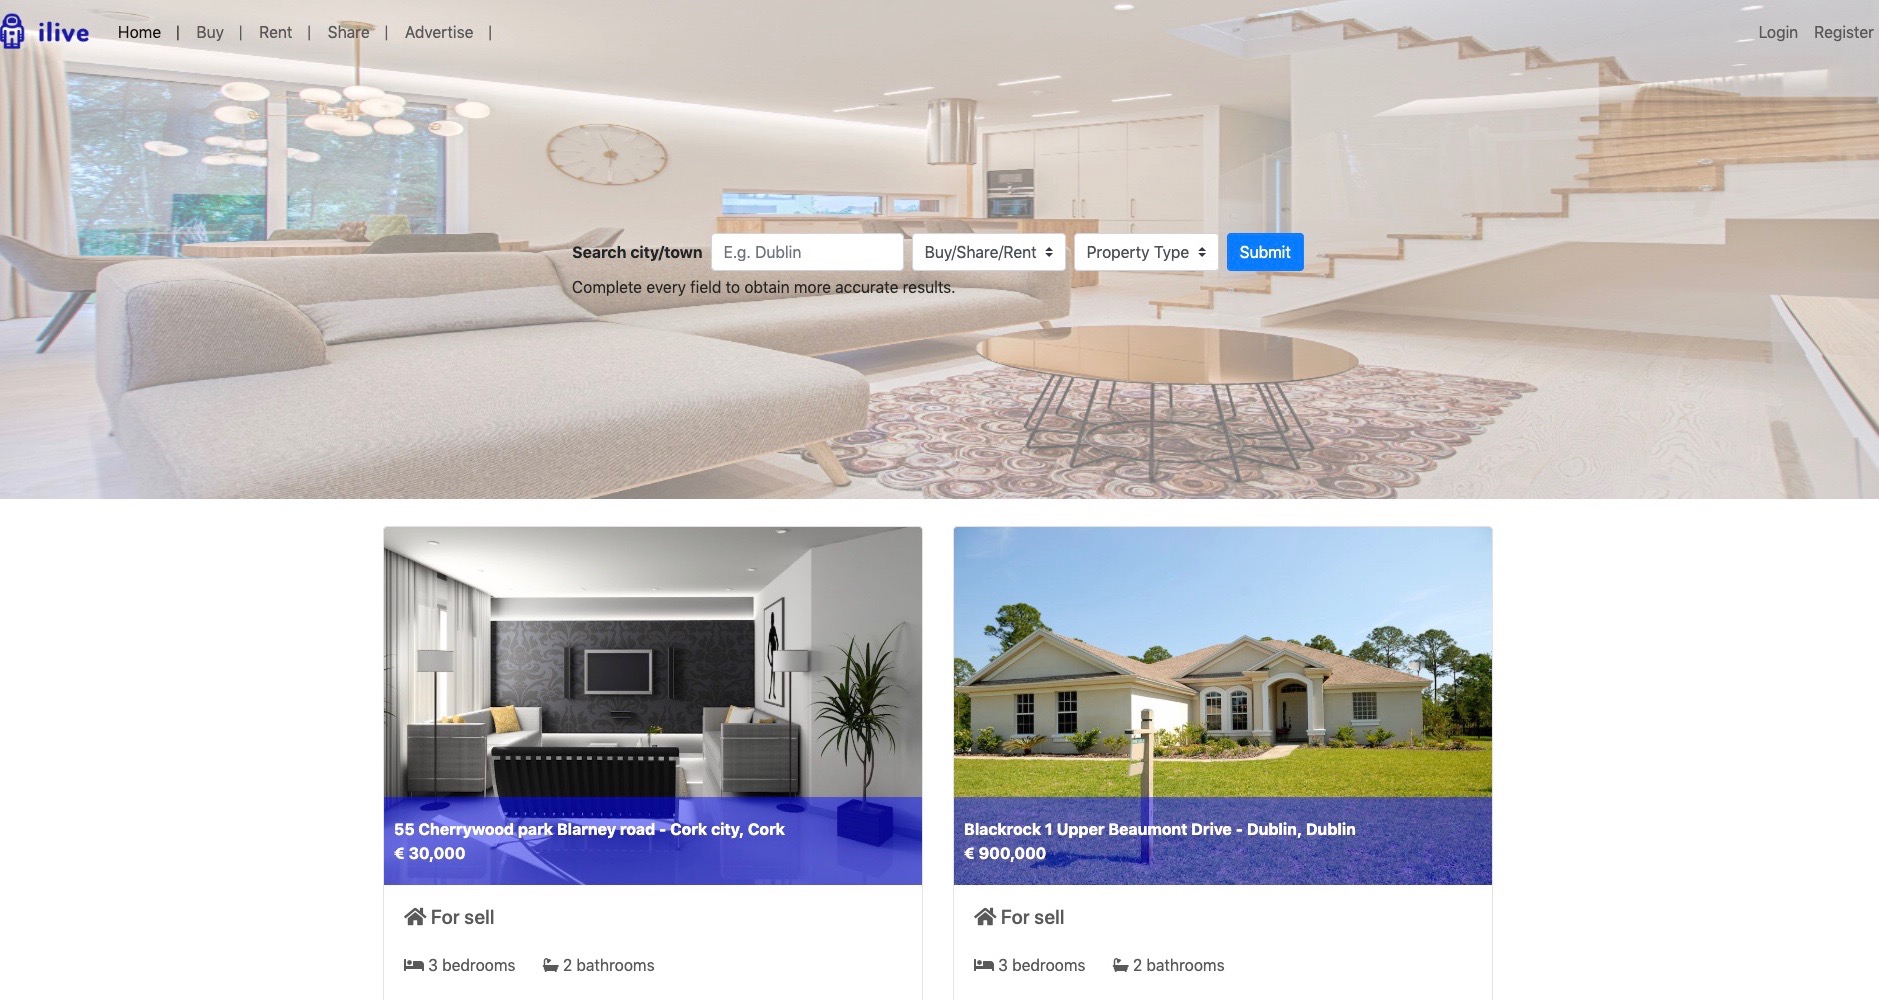 ilive Home | Buy | Rent | Share | Advertise | Login Register
Search city/town E.g. Dublin Buy/Share/Rent Property Type Submit
Complete every field to obtain more accurate results.
55 Cherrywood park Blarney road - Cork city, Cork
€ 30,000
For sell
3 bedrooms 2 bathrooms
Blackrock 1 Upper Beaumont Drive - Dublin, Dublin
€ 900,000
For sell
3 bedrooms 2 bathrooms